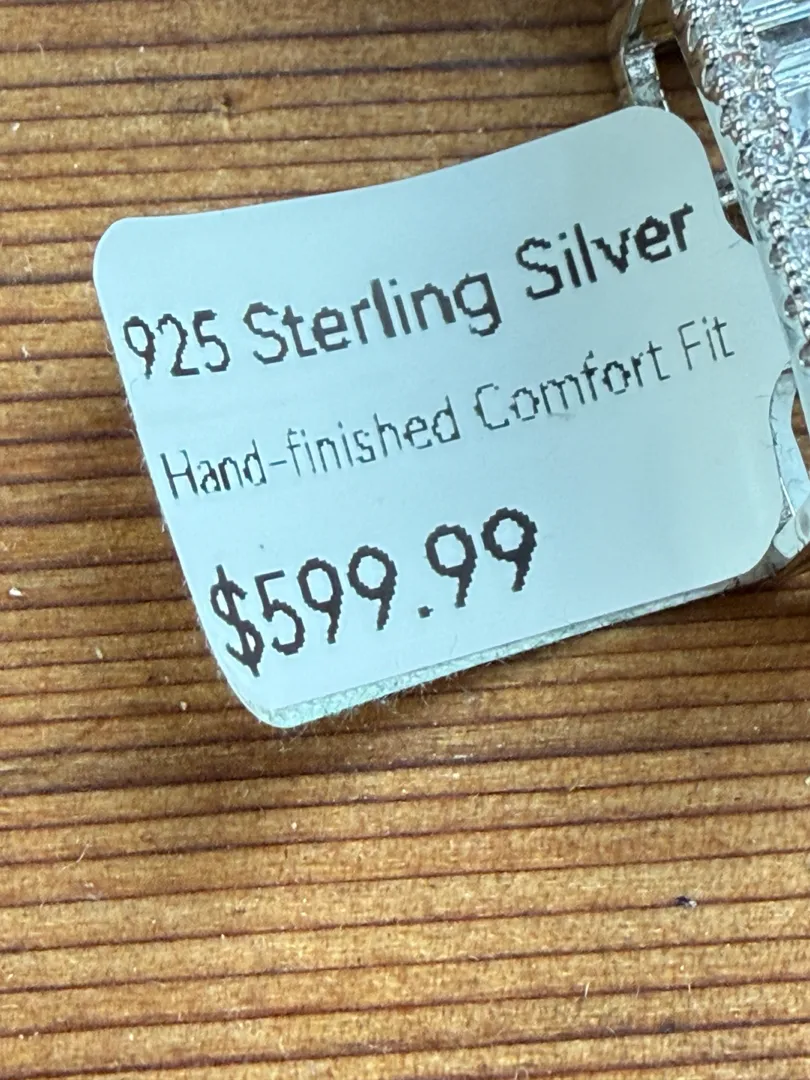 925 Sterling Silver
Hand-finished Comfort Fit
$599.99